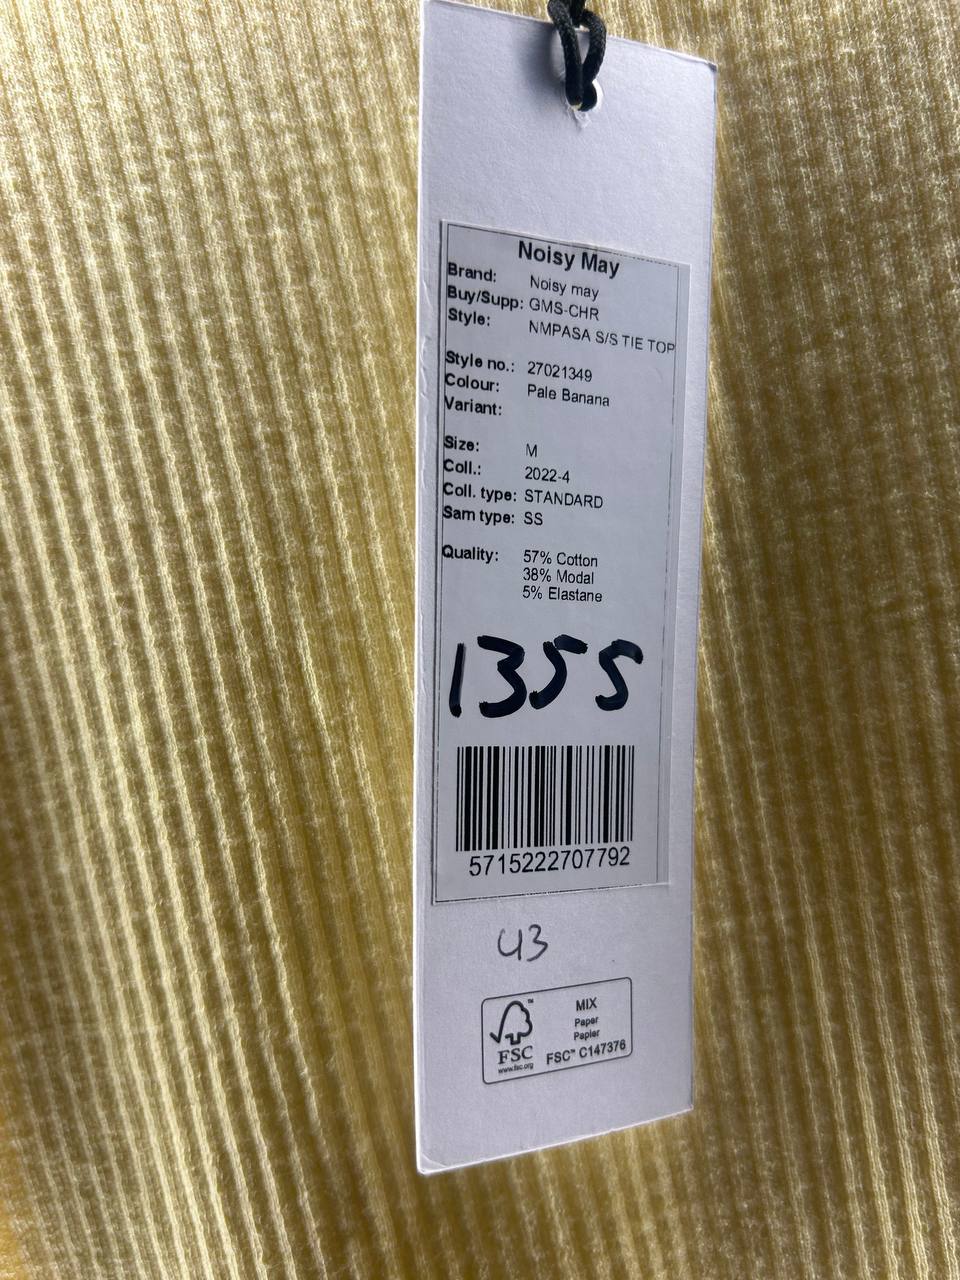 Noisy May
Brand: Noisy may
Buy/Supp: GMS-CHR
Style: NMPASA S/S TIE TOP
Style no.: 27021349
Colour: Pale Banana
Variant:
Size: M
Coll.: 2022-4
Coll. type: STANDARD
Sam type: SS
Quality: 57% Cotton
38% Modal
5% Elastane
1355
5715222707792
43
FSC™
www.fsc.org
MIX
Paper
Papier
FSC™ C147376